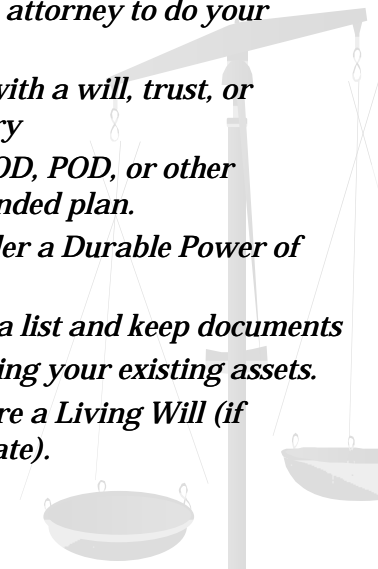 attorney to do your
with a will, trust, or
ry
OD, POD, or other
nded plan.
ler a Durable Power of
a list and keep documents
ing your existing assets.
re a Living Will (if
ate).